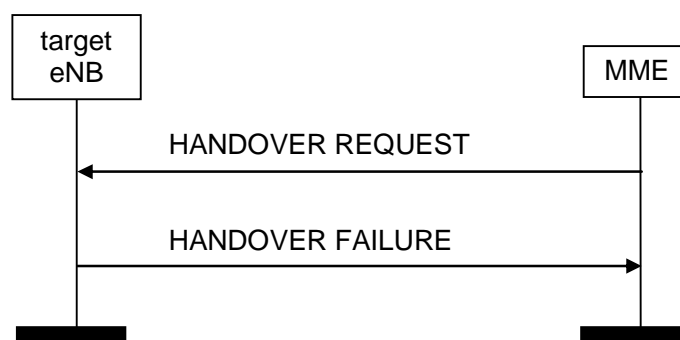 target
eNB
MME
HANDOVER REQUEST
HANDOVER FAILURE